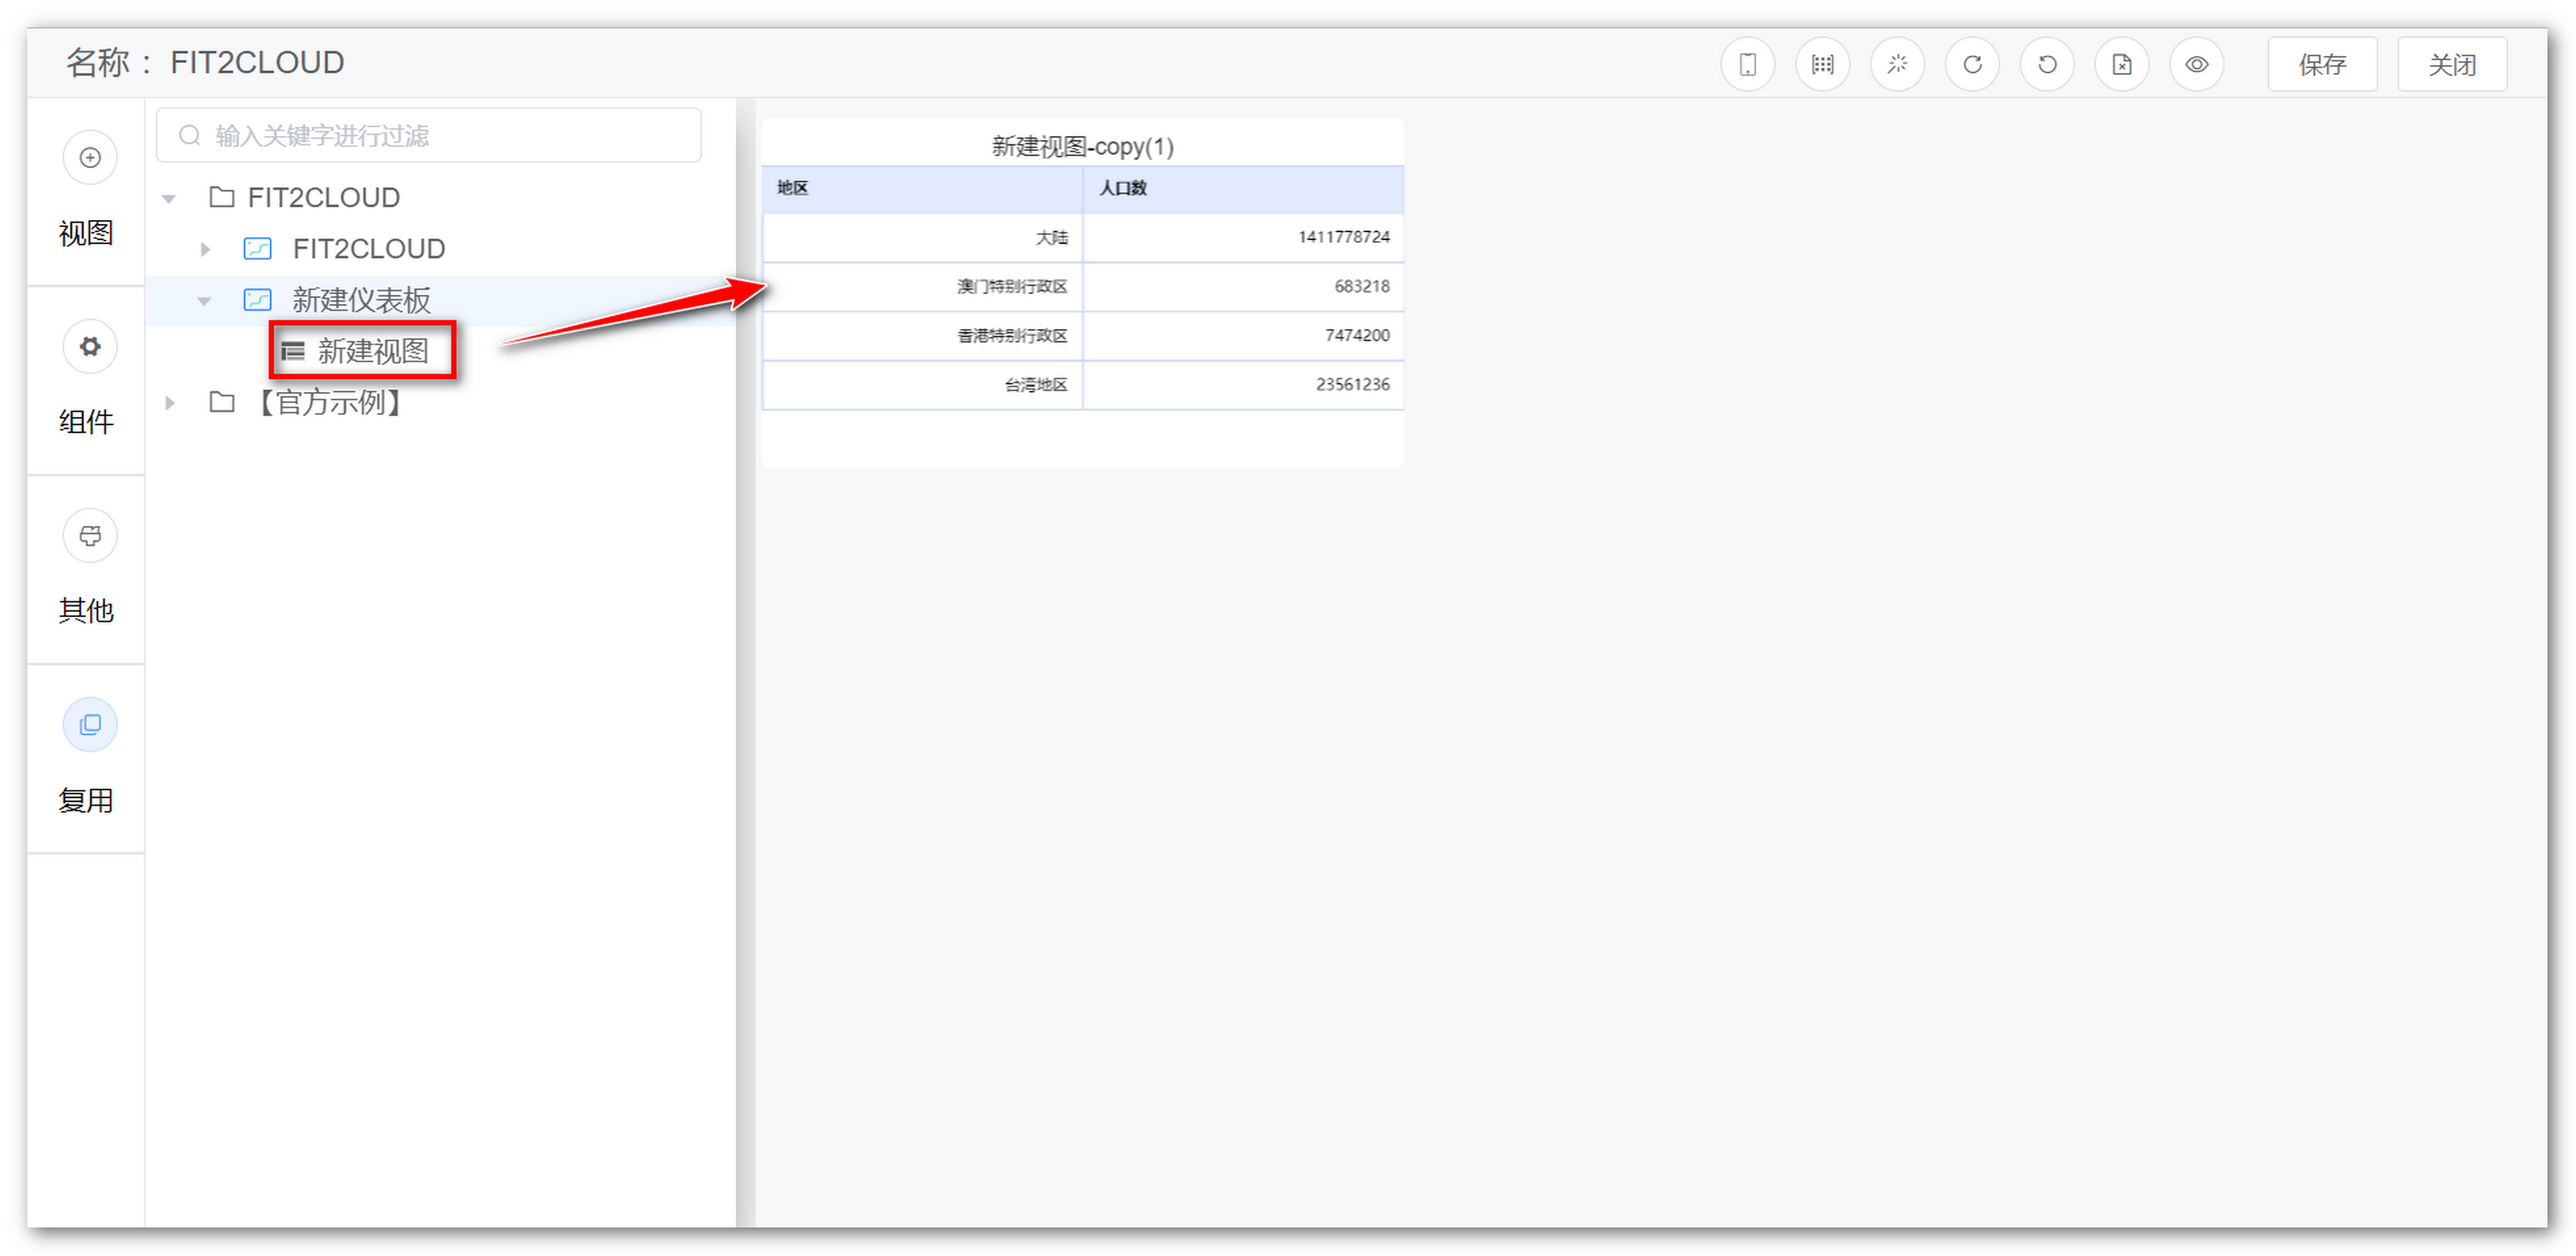 名称： FIT2CLOUD
保存 关闭
视图
组件
其他
复用
输入关键字进行过滤
FIT2CLOUD
FIT2CLOUD
新建仪表板
新建视图
【官方示例】
新建视图-copy(1)
地区 人口数
大陆 1411778724
澳门特别行政区 683218
香港特别行政区 7474200
台湾地区 23561236